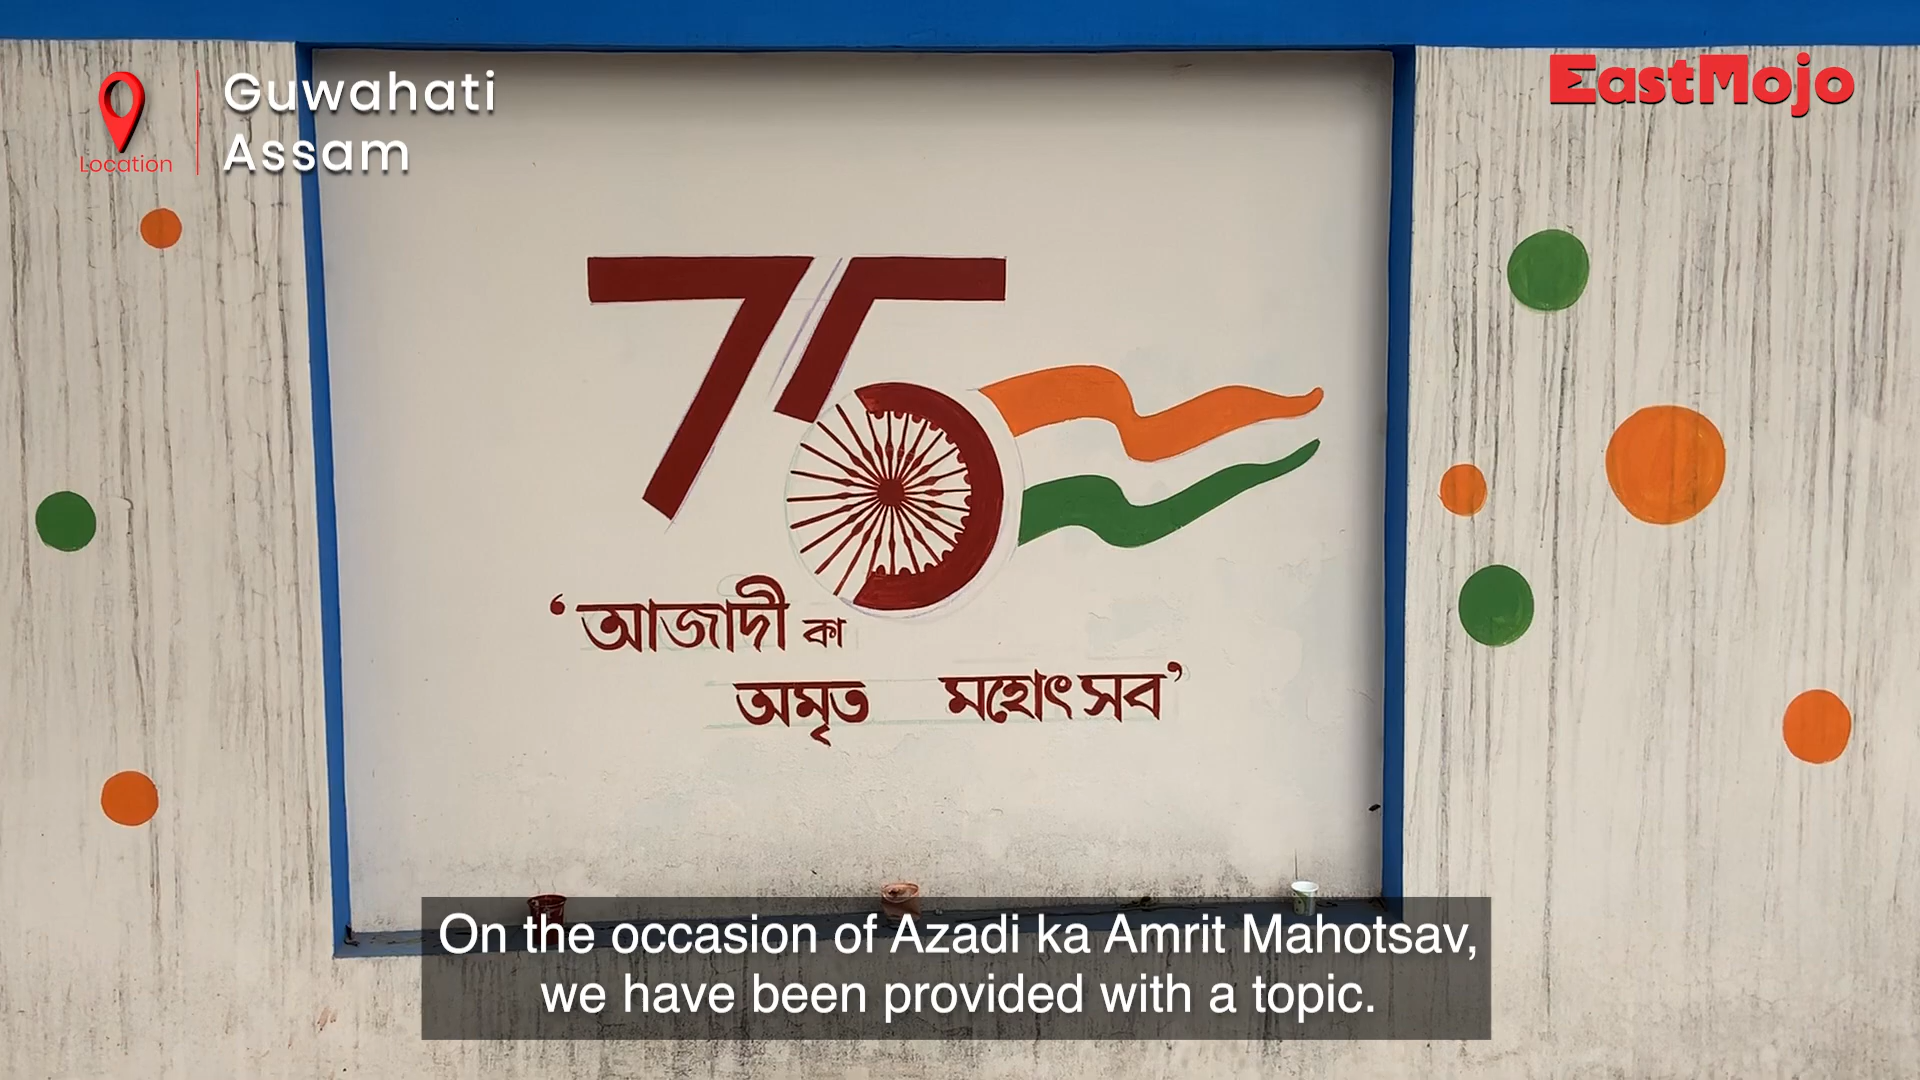 Guwahati
Assam
Location
EastMojo
75
‘আজাদী কা
অমৃত মহোৎসব’
On the occasion of Azadi ka Amrit Mahotsav,
we have been provided with a topic.